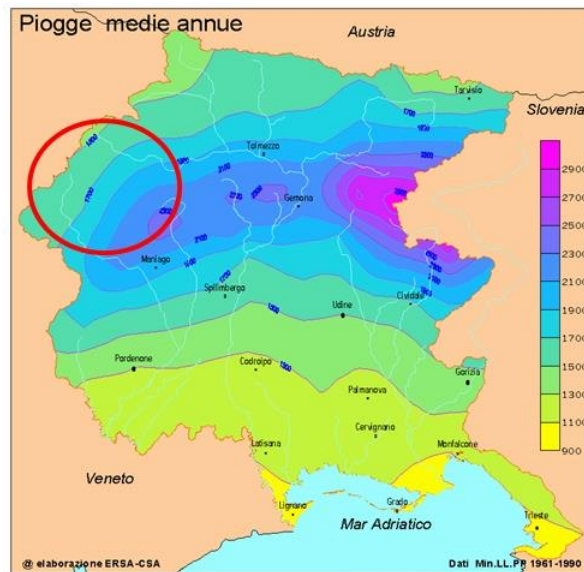 Piogge medie annue
Austria
Tarvisio
Slovenia
Tolmezzo
Gemona
Maniago
Spilimbergo
Cividale
Udine
Pordenone
Codroipo
Gorizia
Palmanova
Cervignano
Latisana
Monfalcone
Veneto
Lignano
Grado
Trieste
Mar Adriatico
2900
2700
2500
2300
2100
1900
1700
1500
1300
1100
900
@ elaborazione ERSA-CSA
Dati Min.LL.PP 1961-1990